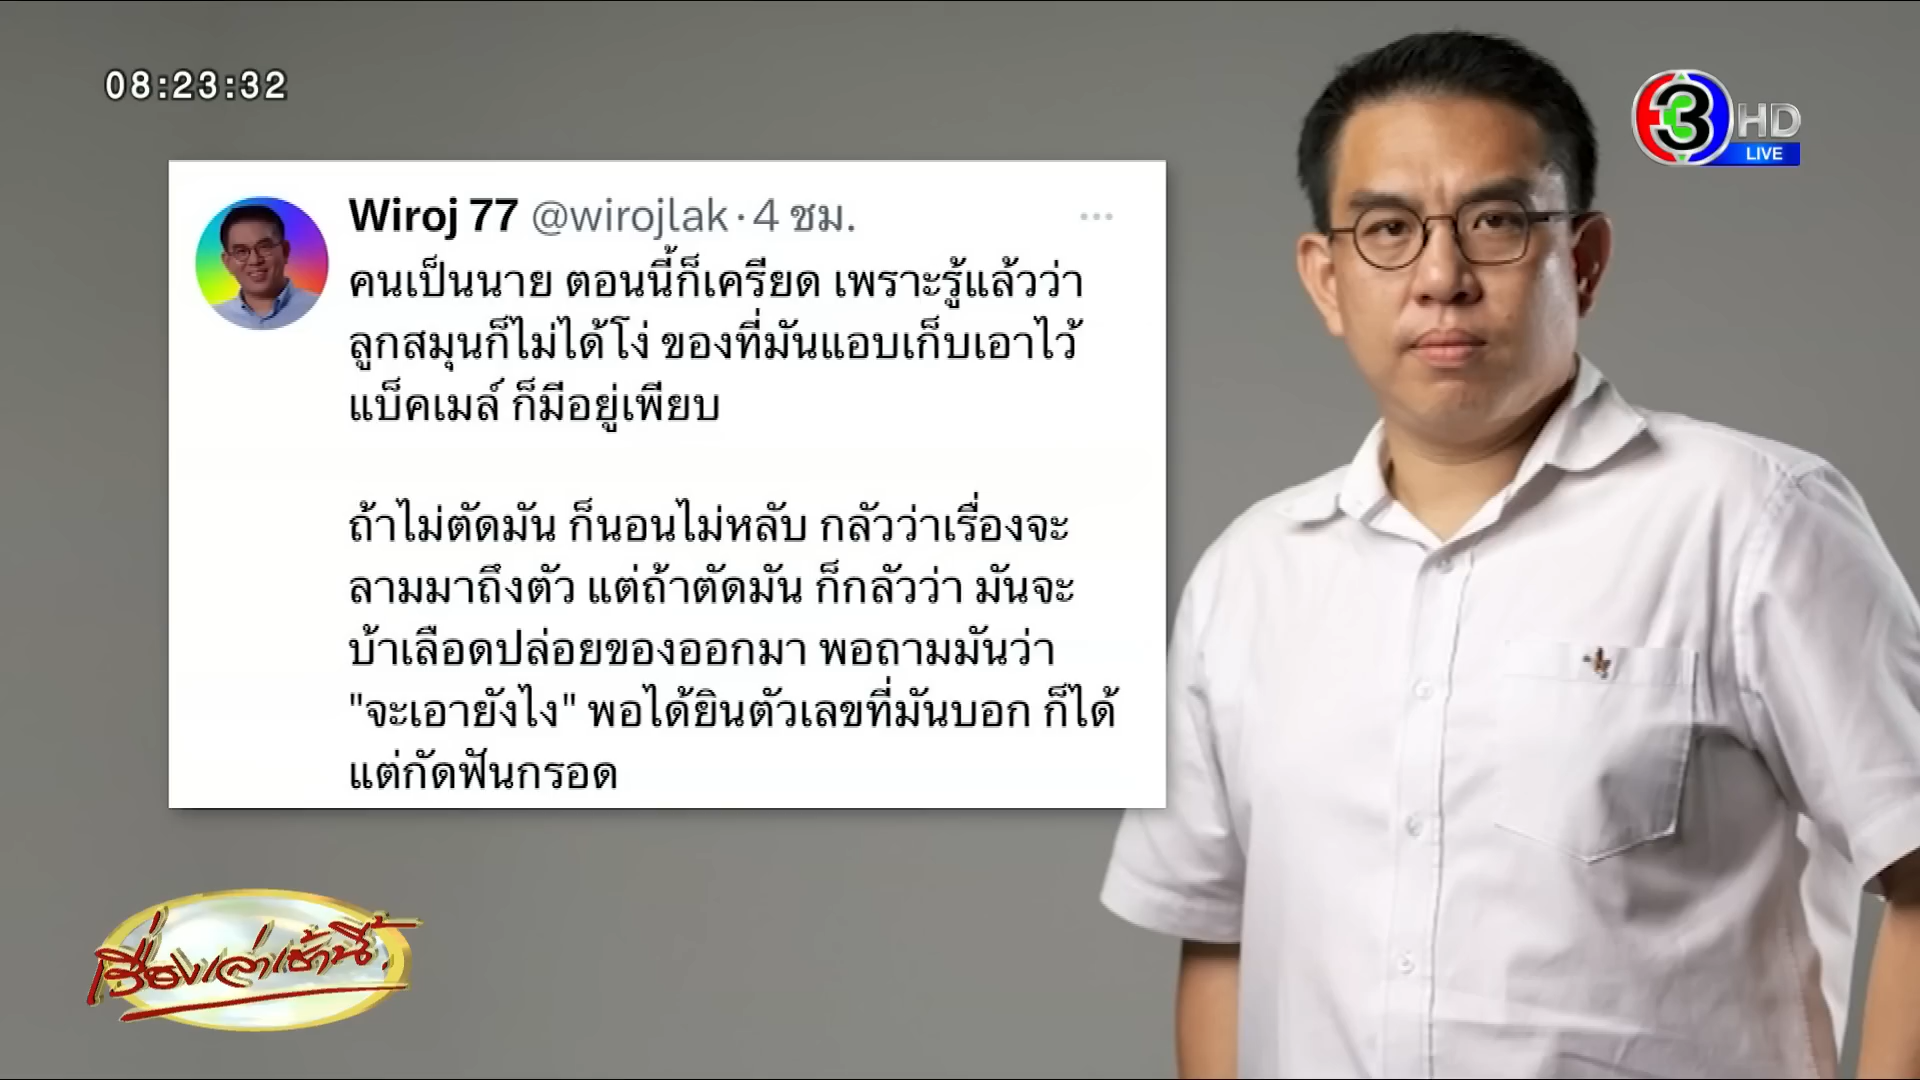 08:23:32
3 HD
LIVE
Wiroj 77 @wirojlak · 4 ชม.
คนเป็นนาย ตอนนี้ก็เครียด เพราะรู้แล้วว่า
ลูกสมุนก็ไม่ได้โง่ ของที่มันแอบเก็บเอาไว้
แบ็คเมล์ ก็มีอยู่เพียบ
ถ้าไม่ตัดมัน ก็นอนไม่หลับ กลัวว่าเรื่องจะ
ลามมาถึงตัว แต่ถ้าตัดมัน ก็กลัวว่า มันจะ
บ้าเลือดปล่อยของออกมา พอถามมันว่า
"จะเอายังไง" พอได้ยินตัวเลขที่มันบอก ก็ได้
แต่กัดฟันกรอด
เรื่องเล่าเช้านี้